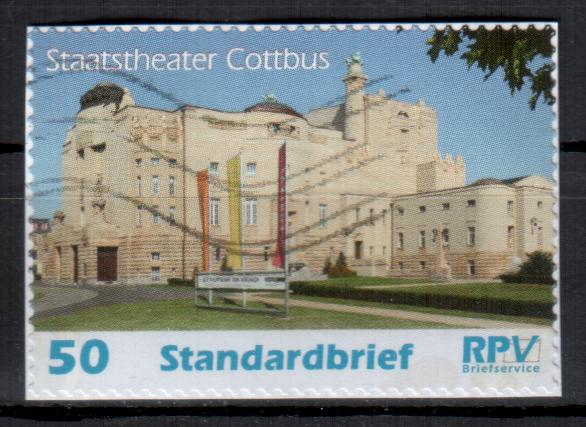 Staatstheater Cottbus
50 Standardbrief RPV
Briefservice